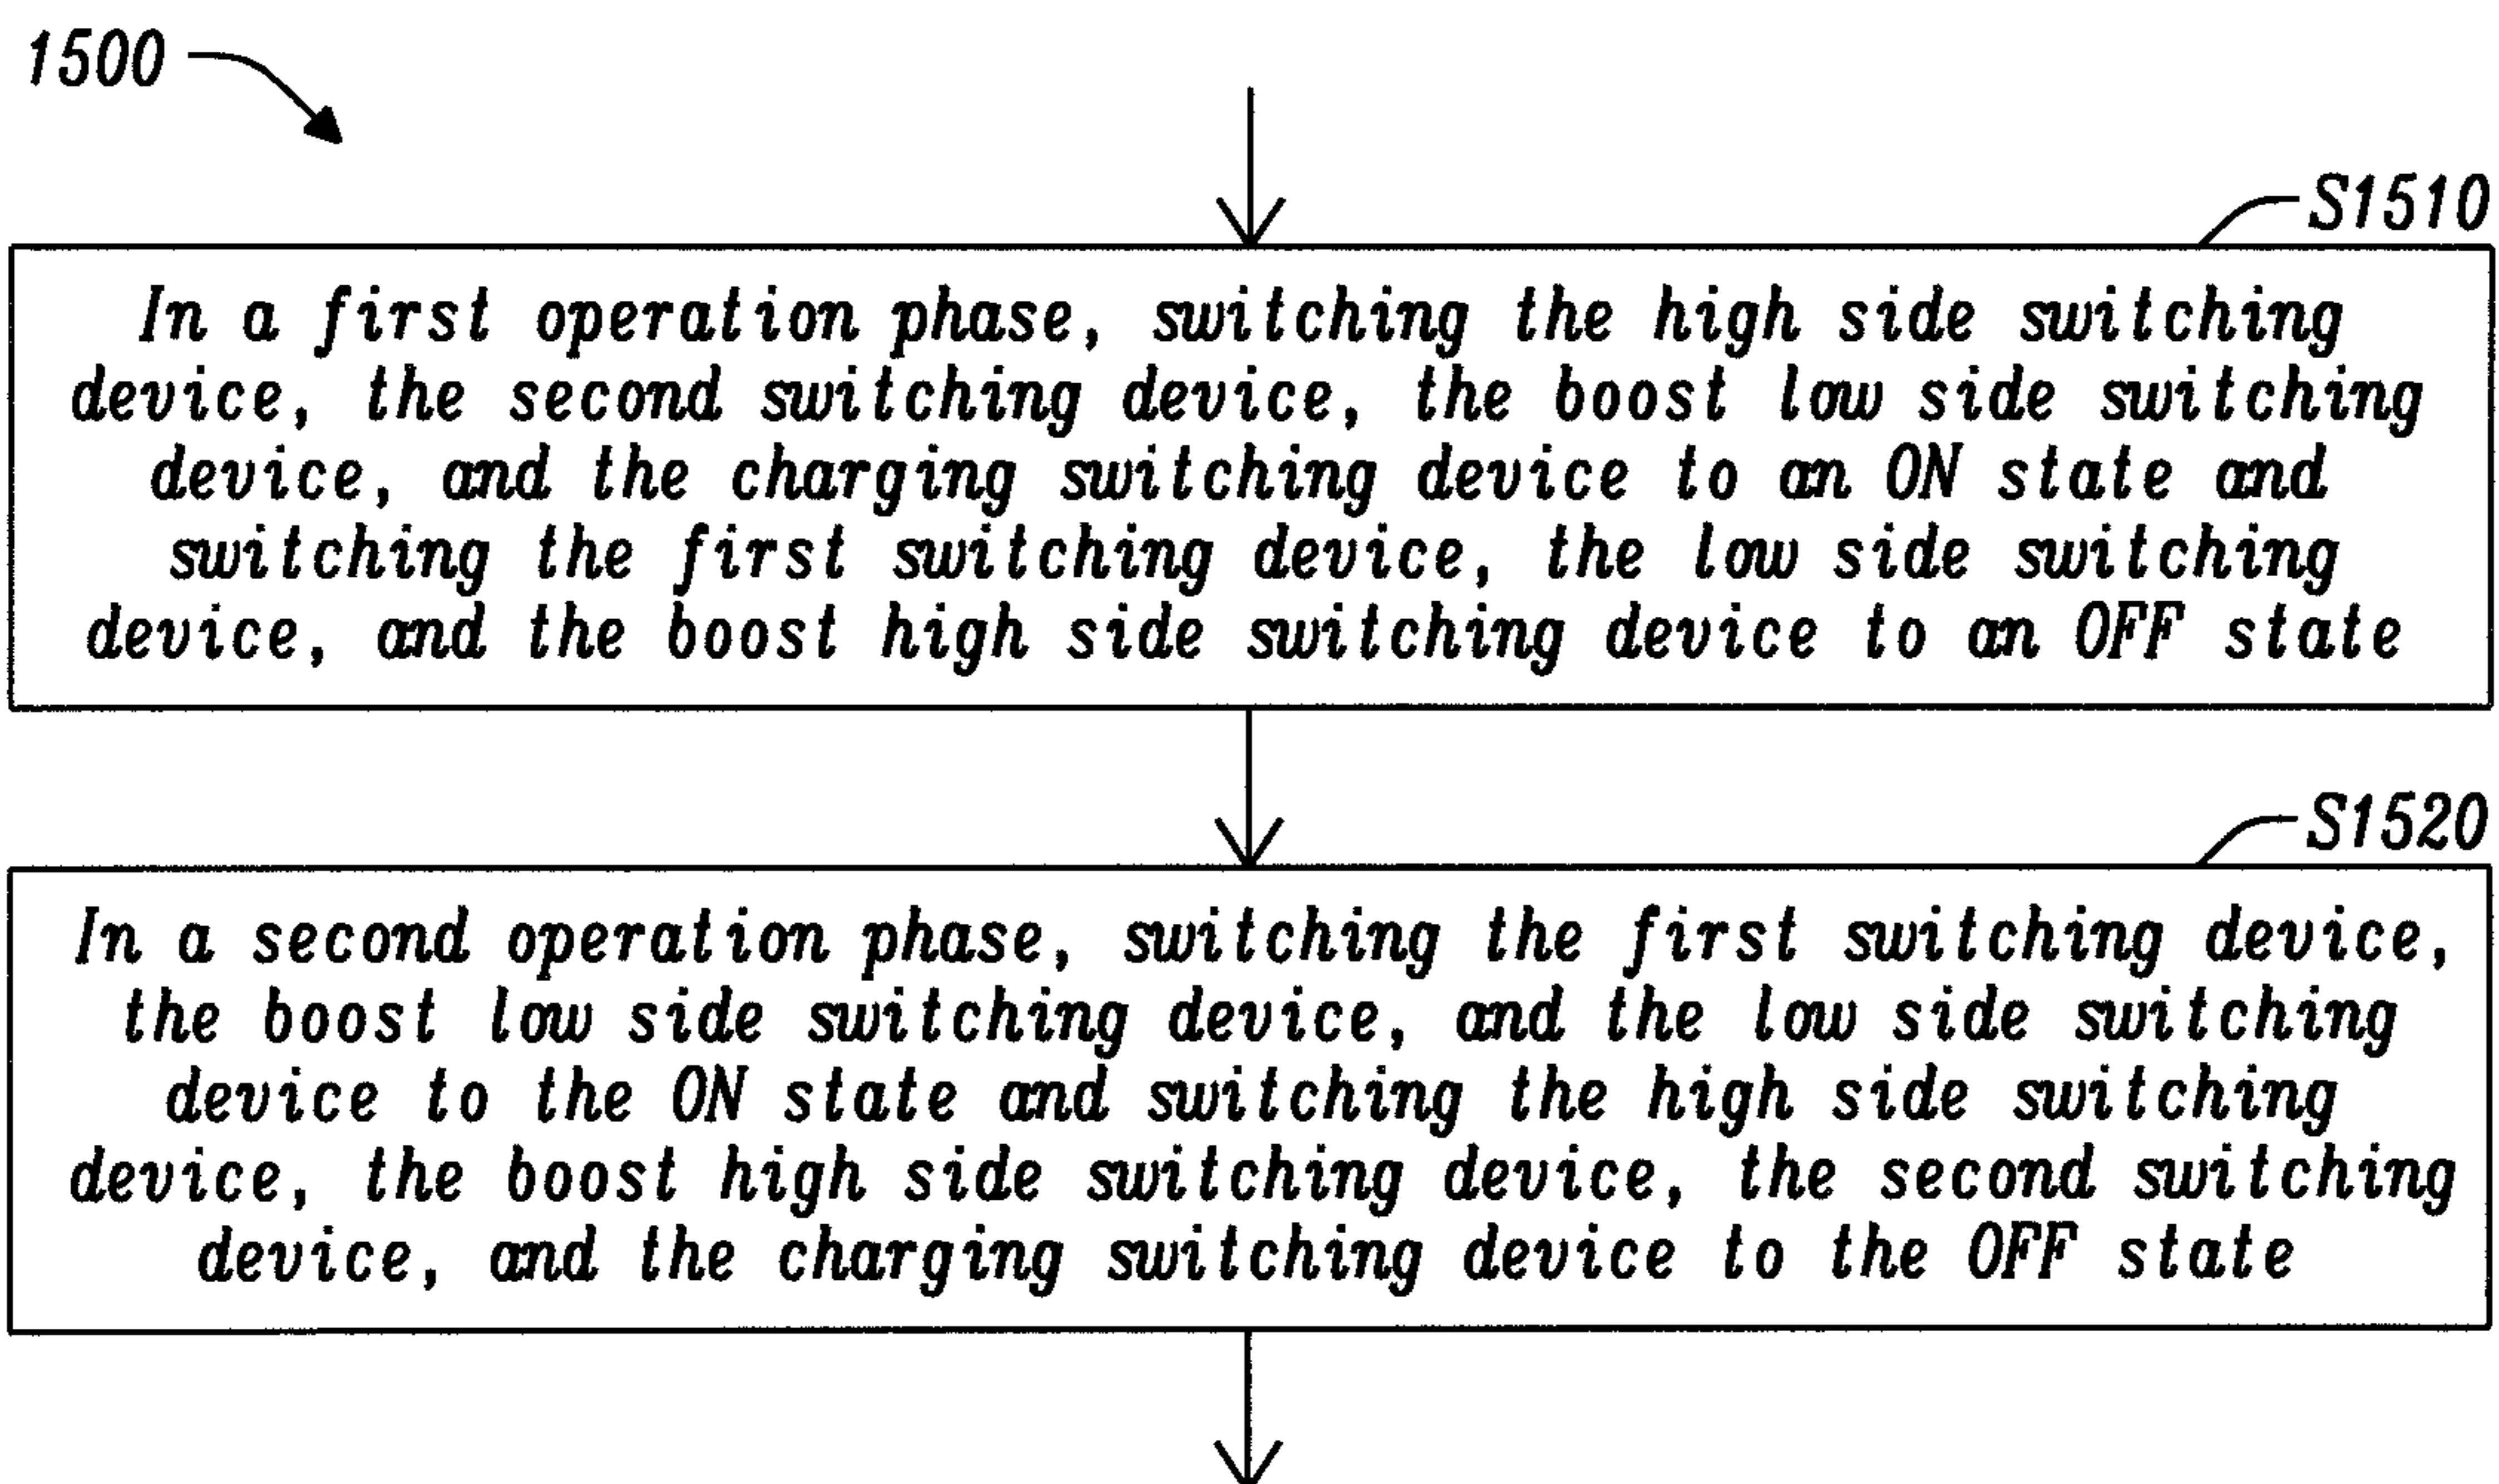 1500
S1510
In a first operation phase, switching the high side switching
device, the second switching device, the boost low side switching
device, and the charging switching device to an ON state and
switching the first switching device, the low side switching
device, and the boost high side switching device to an OFF state
S1520
In a second operation phase, switching the first switching device,
the boost low side switching device, and the low side switching
device to the ON state and switching the high side switching
device, the boost high side switching device, the second switching
device, and the charging switching device to the OFF state